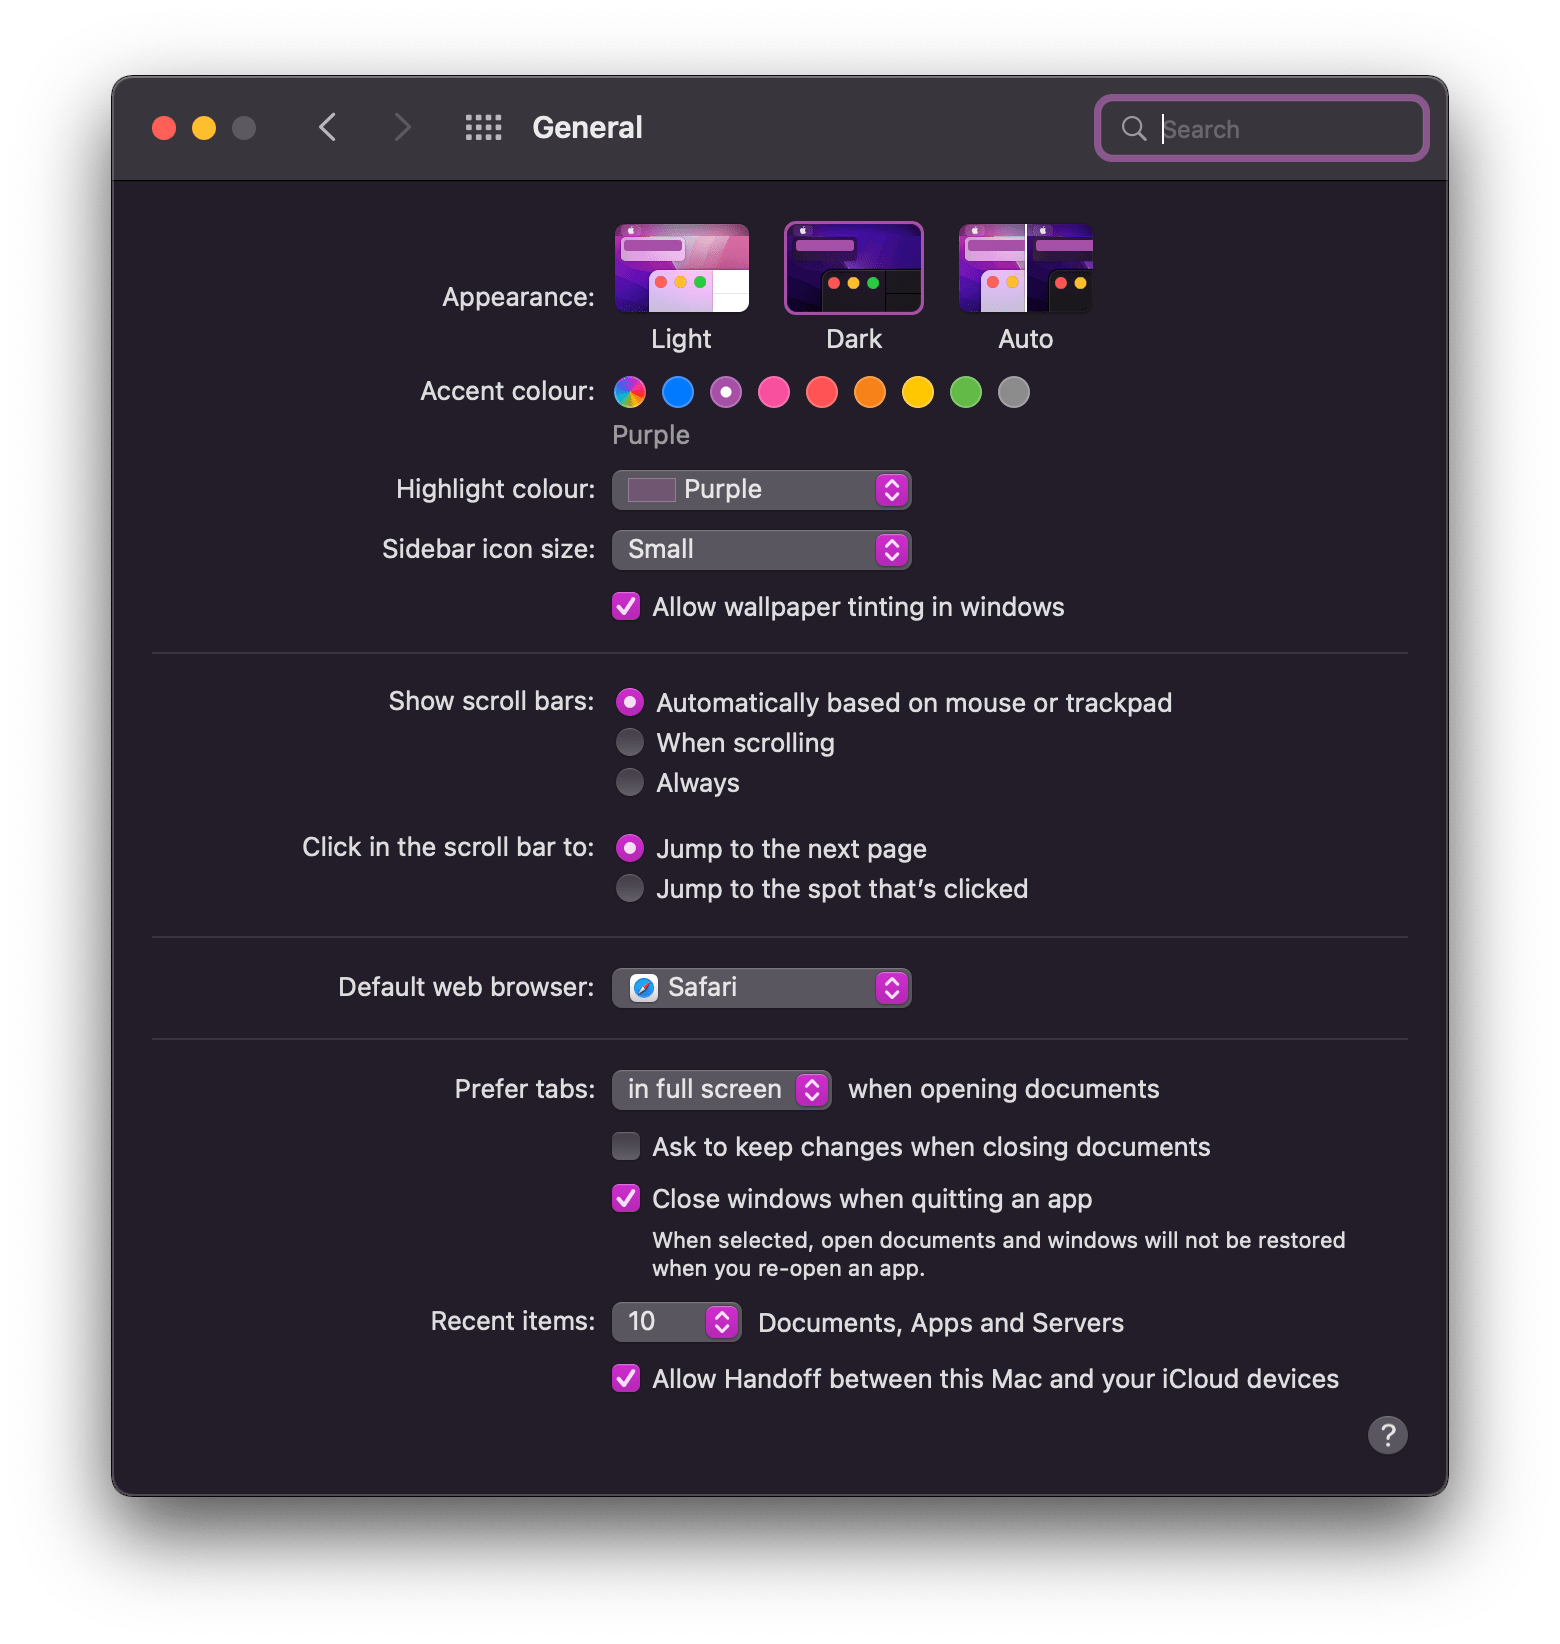 General
Search
Appearance:
Light
Dark
Auto
Accent colour:
Purple
Highlight colour:
Purple
Sidebar icon size:
Small
Allow wallpaper tinting in windows
Show scroll bars:
Automatically based on mouse or trackpad
When scrolling
Always
Click in the scroll bar to:
Jump to the next page
Jump to the spot that’s clicked
Default web browser:
Safari
Prefer tabs:
in full screen
when opening documents
Ask to keep changes when closing documents
Close windows when quitting an app
When selected, open documents and windows will not be restored
when you re-open an app.
Recent items:
10
Documents, Apps and Servers
Allow Handoff between this Mac and your iCloud devices
?